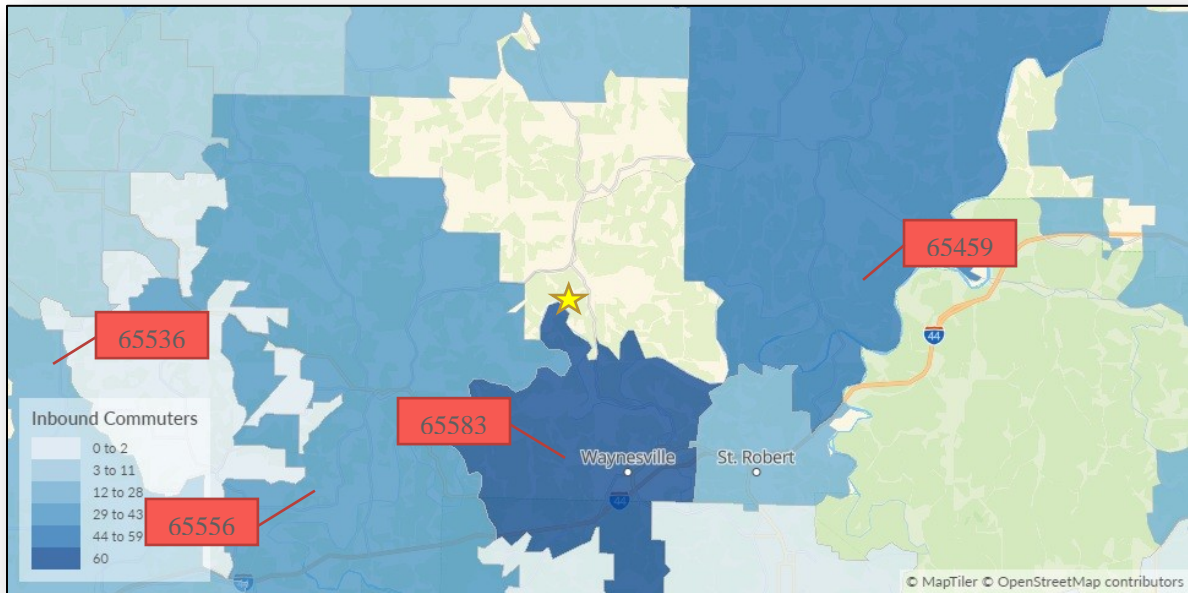 65459
44
65536
Inbound Commuters
0 to 2
3 to 11
12 to 28
29 to 43
44 to 59
60
65583
Waynesville
St. Robert
44
65556
© MapTiler © OpenStreetMap contributors